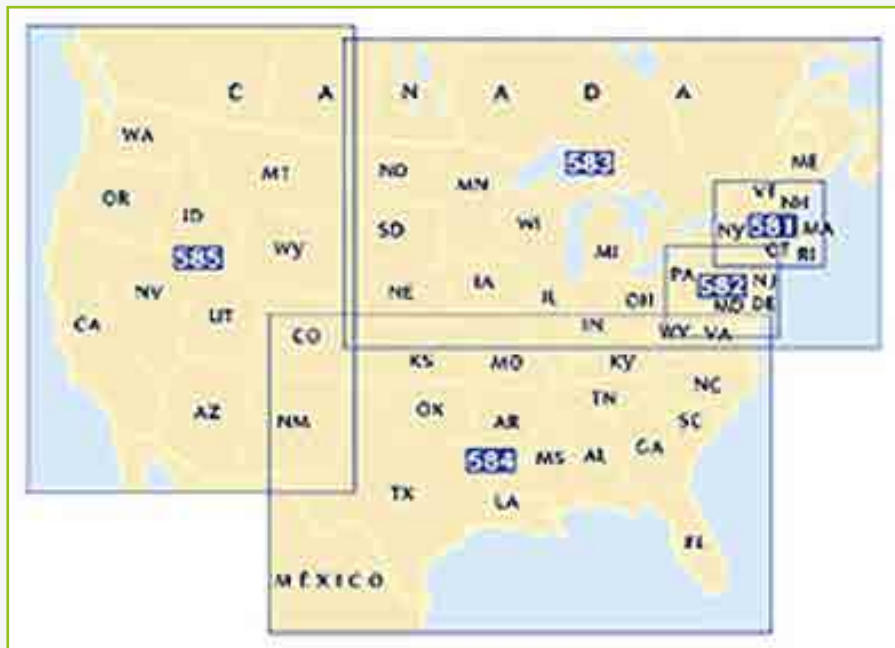 C A N A D A
WA
MT
ND
MN
583
ME
OR
ID
SD
WI
VT
NH
NY 581 MA
585
WY
MI
CT
RI
NV
NE
IA
IL
OH
PA
582
NJ
MD
DE
CA
UT
CO
IN
WY
VA
KS
MO
KY
NC
AZ
NM
OK
AR
TN
SC
584
MS
AL
GA
TX
LA
FL
MÉXICO